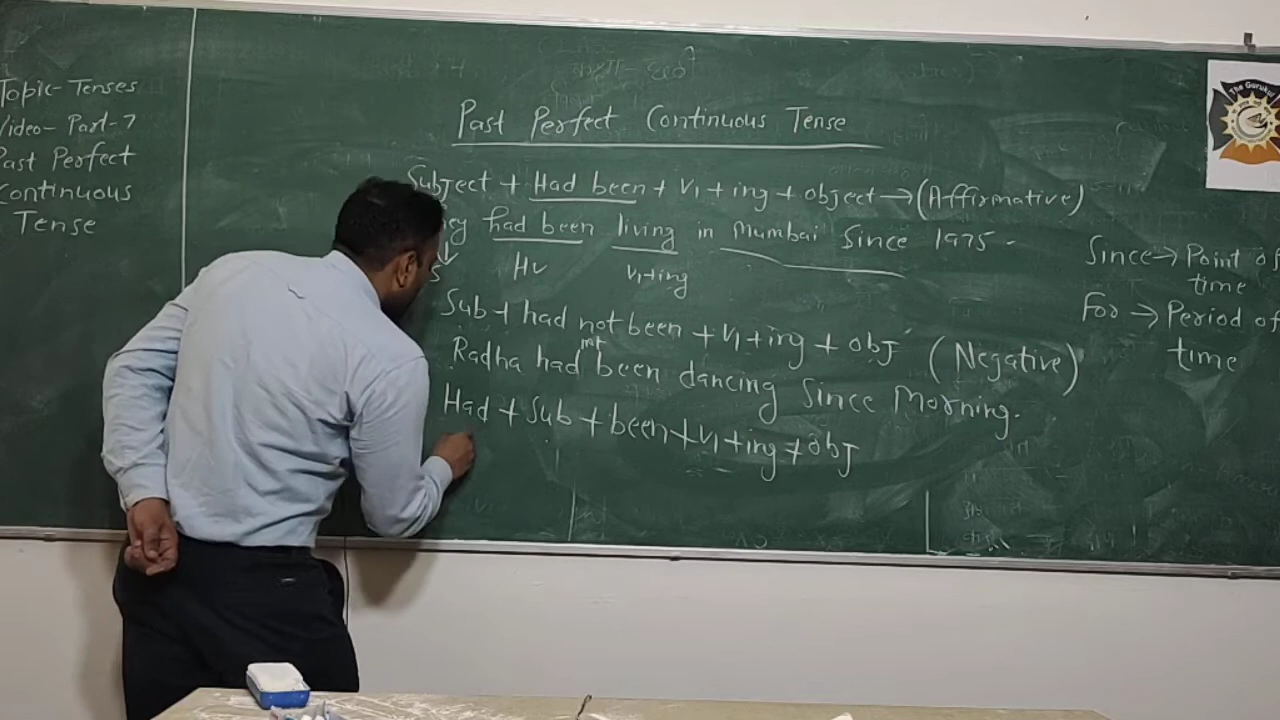 Topic- Tenses
Video- Part-7
Past Perfect
Continuous
Tense
Past Perfect Continuous Tense
Subject + Had been + V1 + ing + object → (Affirmative)
had been living in Mumbai Since 1975.
S Hv V1+ing
Sub + had not been + V1 + ing + obj (Negative)
Radha had not been dancing Since Morning.
Had + Sub + been + V1 + ing + obj
Since → Point of
time
For → Period of
time
The Gurukul